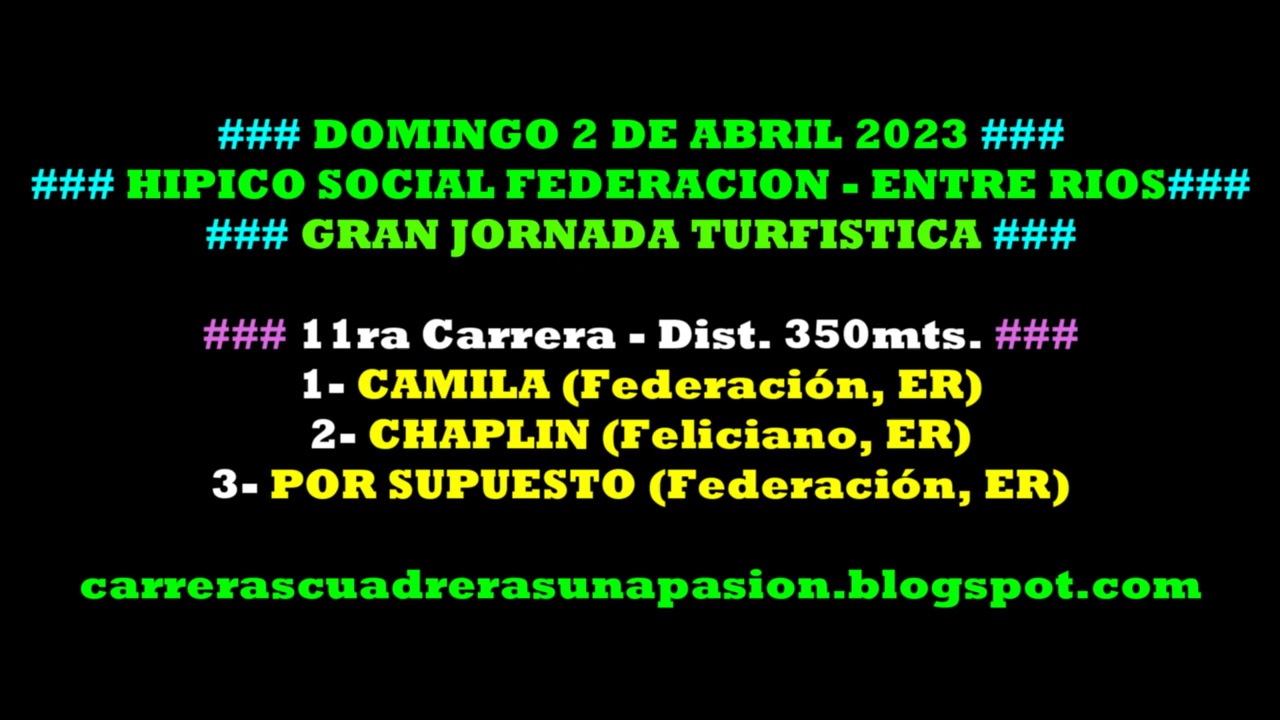 ### DOMINGO 2 DE ABRIL 2023 ###
### HIPICO SOCIAL FEDERACION - ENTRE RIOS###
### GRAN JORNADA TURFISTICA ###
### 11ra Carrera - Dist. 350mts. ###
1- CAMILA (Federación, ER)
2- CHAPLIN (Feliciano, ER)
3- POR SUPUESTO (Federación, ER)
carrerascuadrerasunapasion.blogspot.com